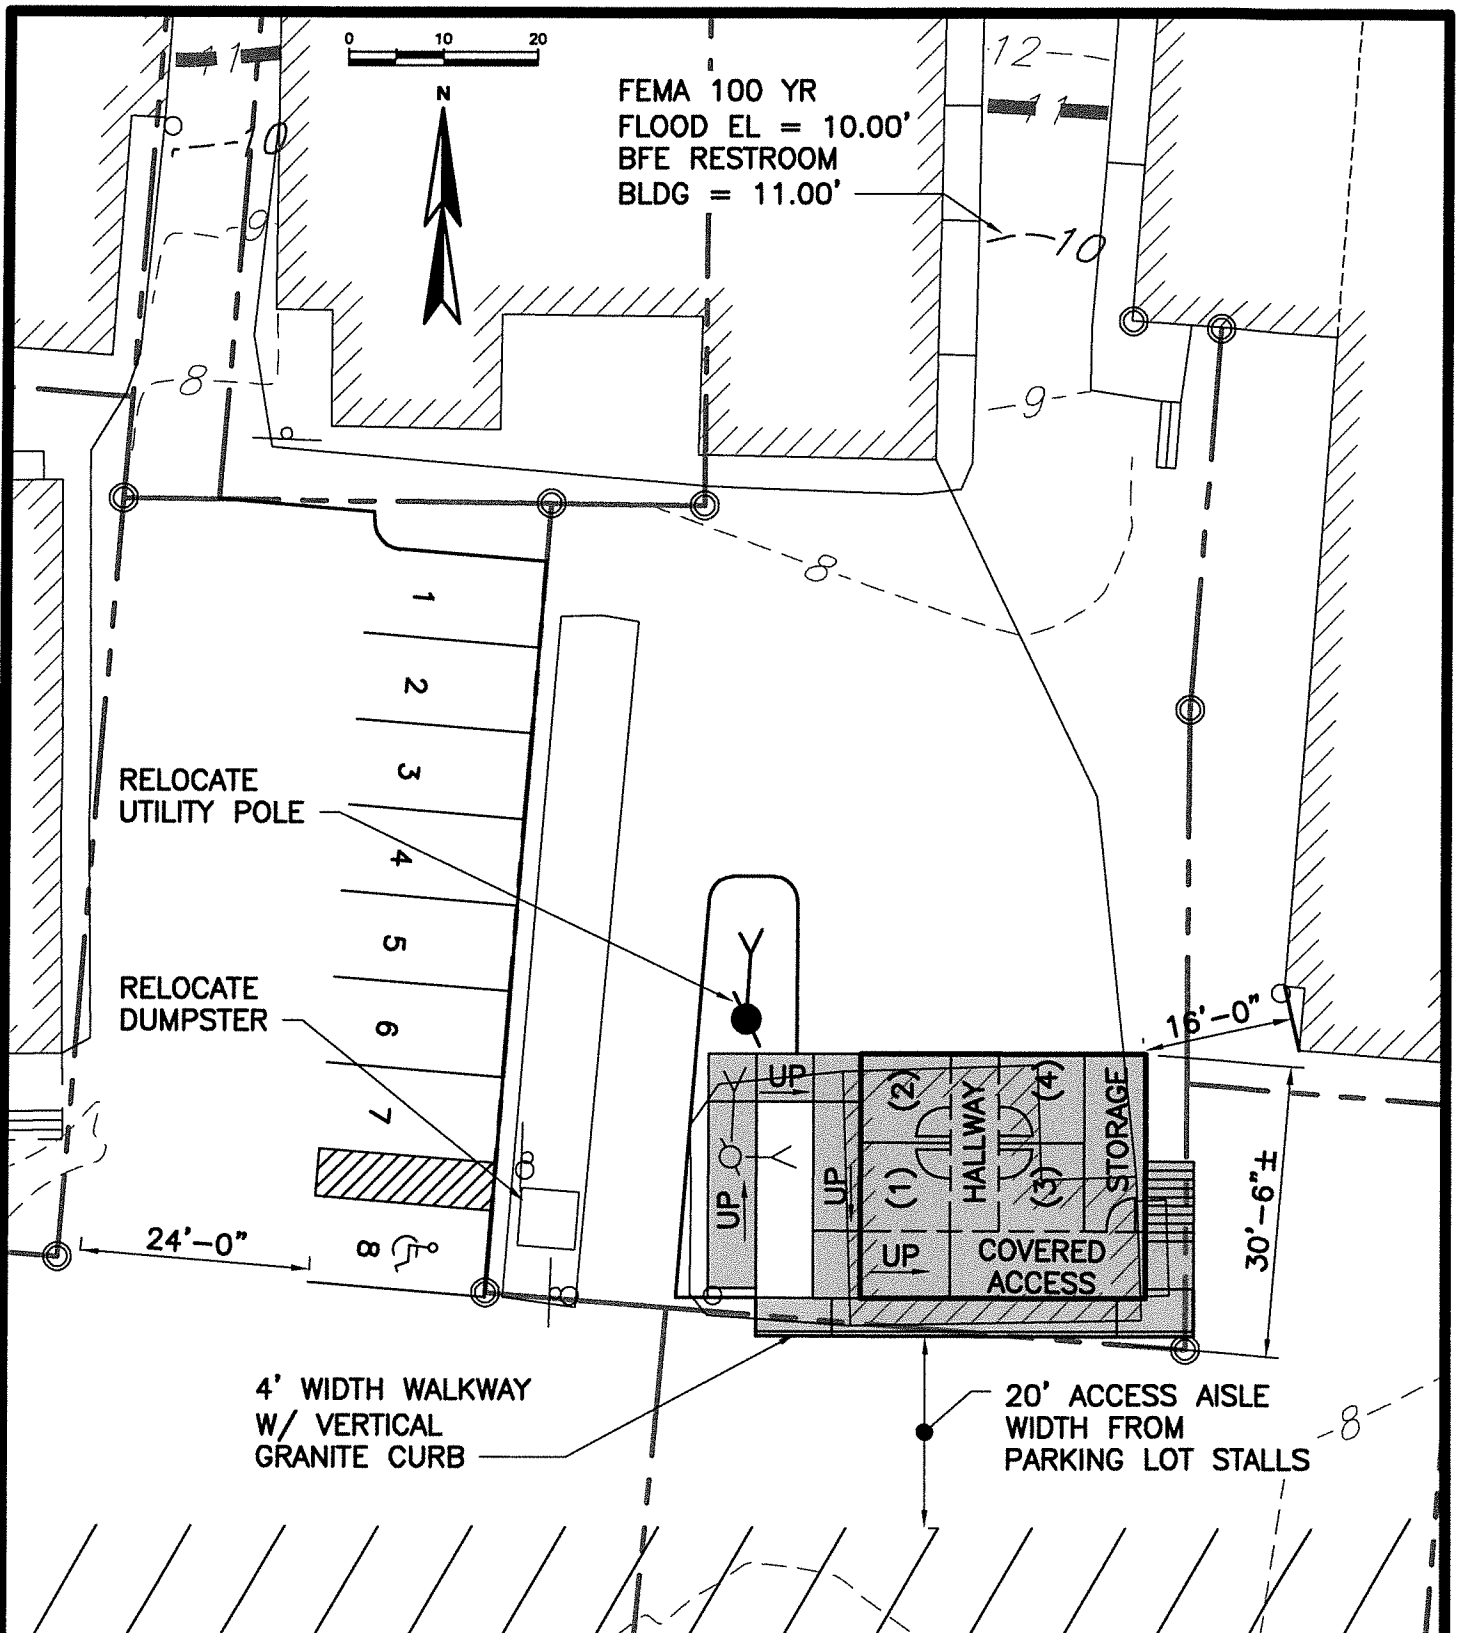 0 10 20
N
FEMA 100 YR
FLOOD EL = 10.00'
BFE RESTROOM
BLDG = 11.00'
12
11
11
10
9
10
8
9
8
1
2
3
4
5
6
7
8
RELOCATE
UTILITY POLE
RELOCATE
DUMPSTER
24'-0"
16'-0"
30'-6"±
UP
UP
UP
UP
(2)
(4)
(1)
(3)
HALLWAY
STORAGE
COVERED
ACCESS
4' WIDTH WALKWAY
W/ VERTICAL
GRANITE CURB
20' ACCESS AISLE
WIDTH FROM
PARKING LOT STALLS
8